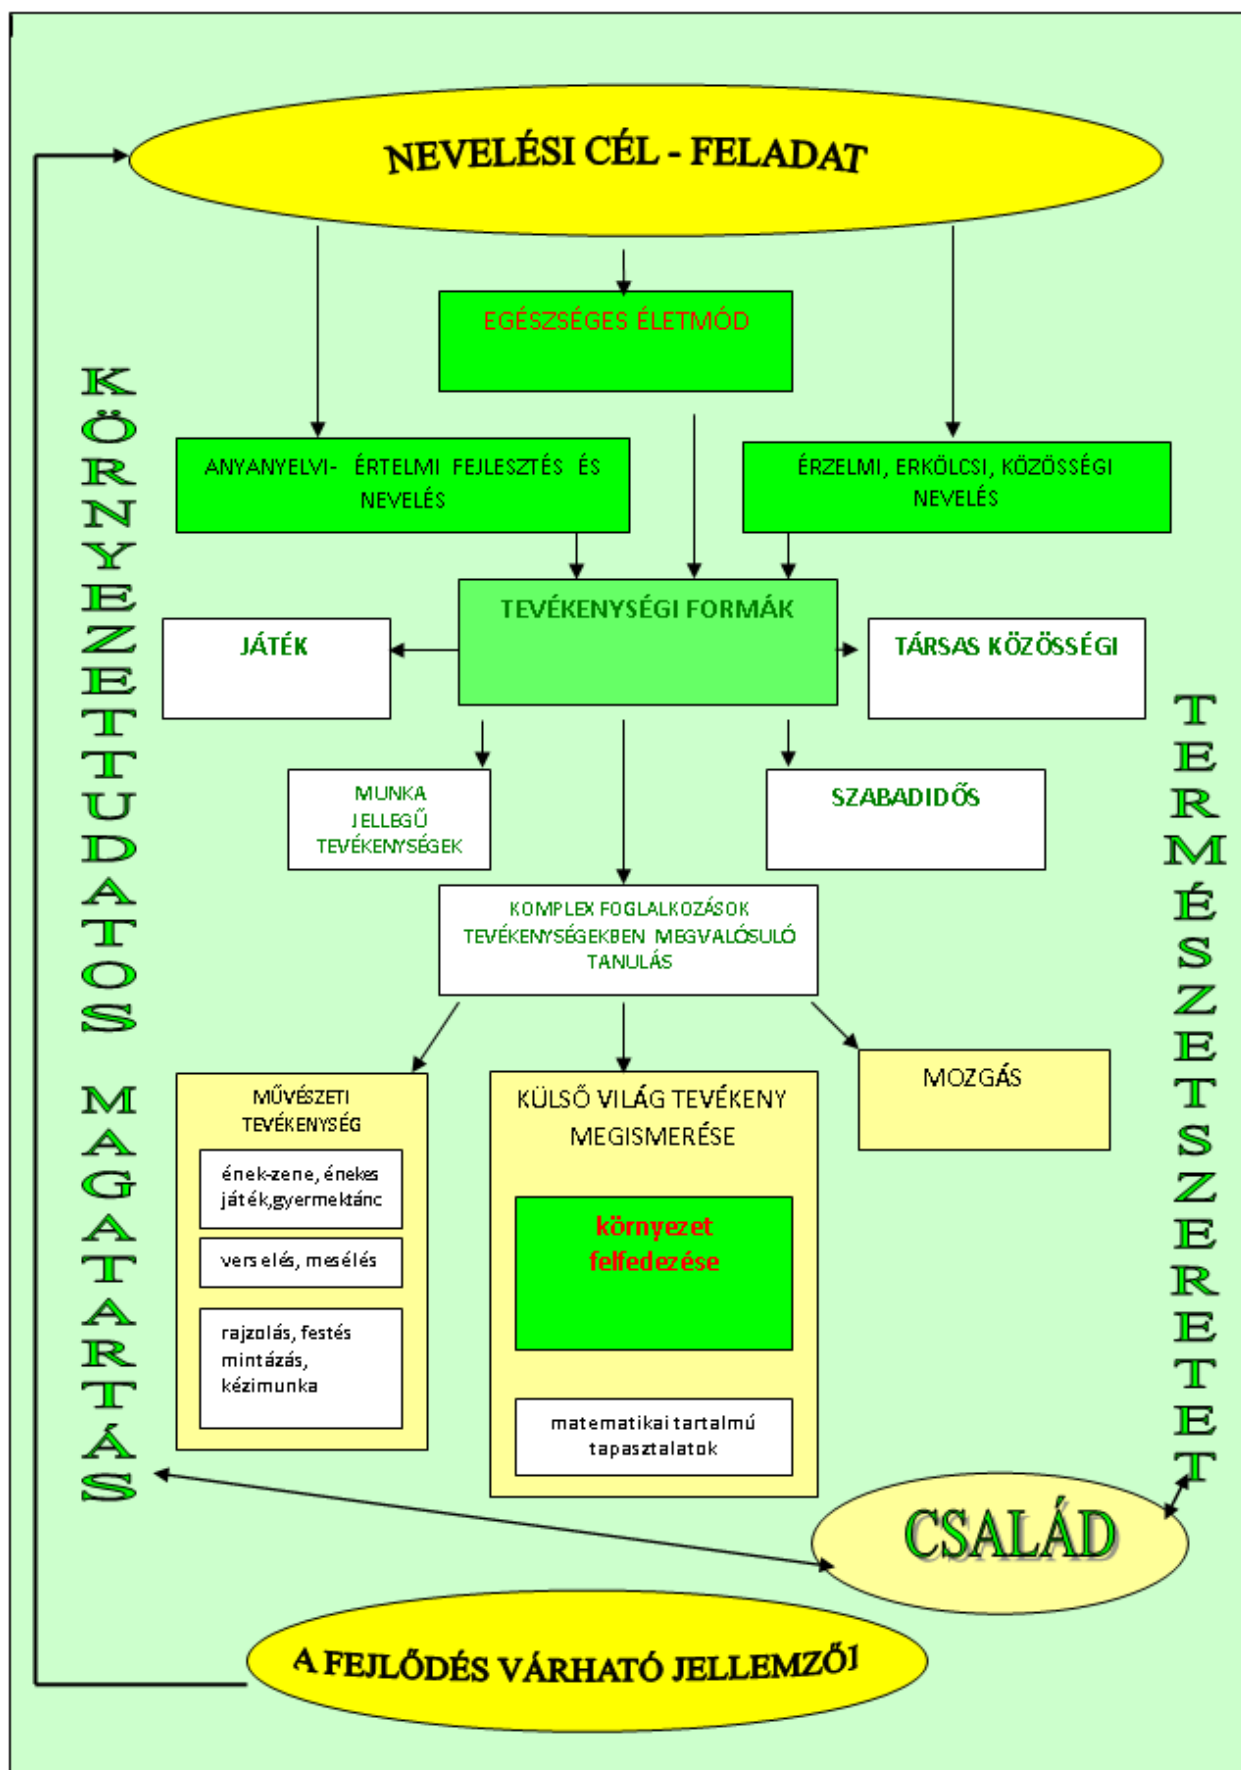 NEVELÉSI CÉL - FELADAT
EGÉSZSÉGES ÉLETMÓD
ANYANYELVI- ÉRTELMI FEJLESZTÉS ÉS
NEVELÉS
ÉRZELMI, ERKÖLCSI, KÖZÖSSÉGI
NEVELÉS
TEVÉKENYSÉGI FORMÁK
JÁTÉK
TÁRSAS KÖZÖSSÉGI
MUNKA
JELLEGŰ
TEVÉKENYSÉGEK
SZABADIDŐS
KOMPLEX FOGLALKOZÁSOK
TEVÉKENYSÉGEKBEN MEGVALÓSULÓ
TANULÁS
MŰVÉSZETI
TEVÉKENYSÉG
ének-zene, énekes
játék,gyermektánc
verselés, mesélés
rajzolás, festés
mintázás,
kézimunka
KÜLSŐ VILÁG TEVÉKENY
MEGISMERÉSE
környezet
felfedezése
matematikai tartalmú
tapasztalatok
MOZGÁS
KÖRNYEZETTUDATOS MAGATARTÁS
TERMÉSZETSZERETET
CSALÁD
A FEJLŐDÉS VÁRHATÓ JELLEMZŐI